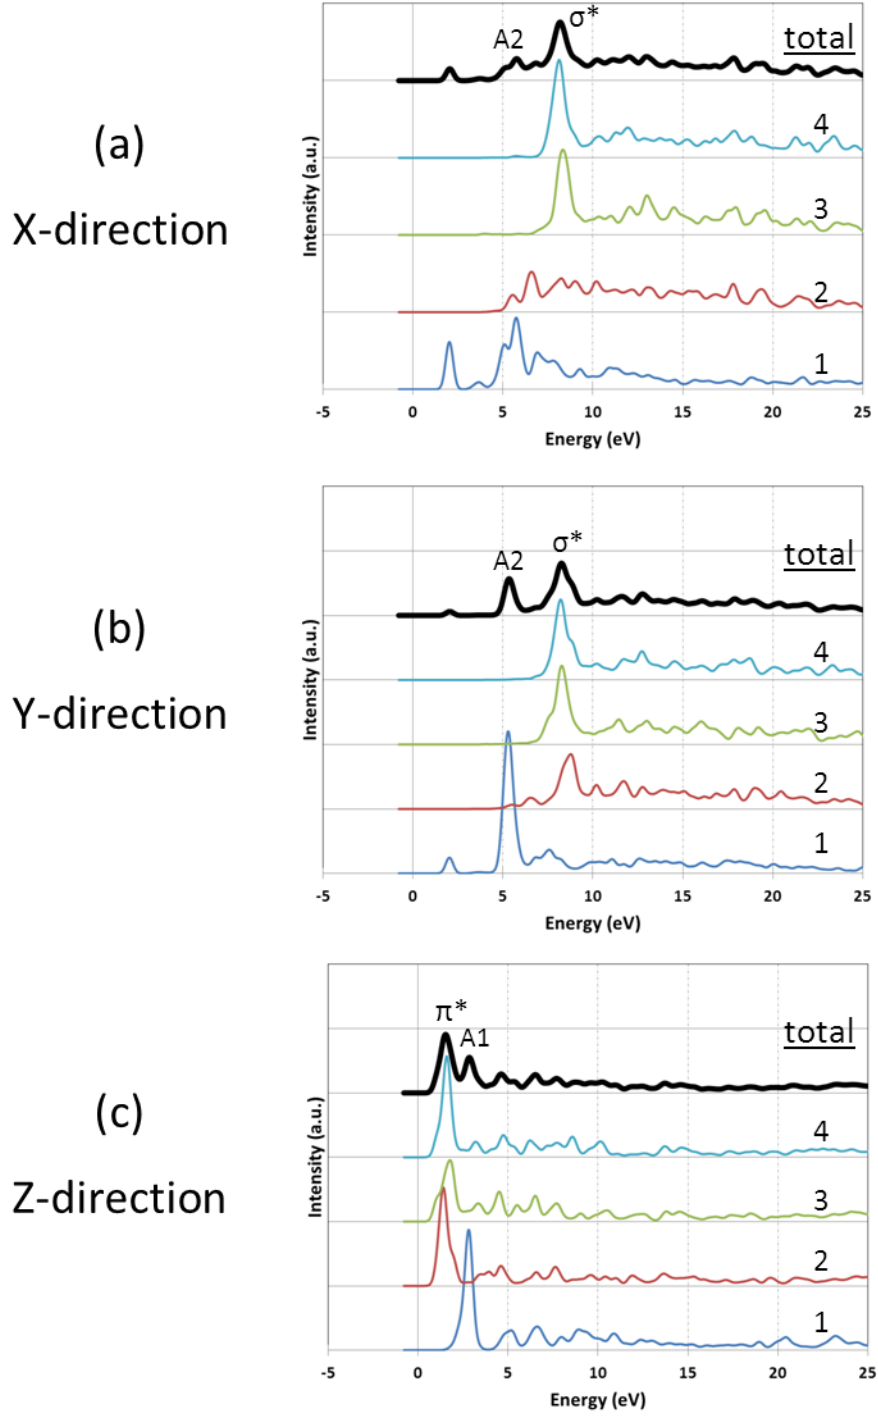 (a)
X-direction
Intensity (a.u.)
A2
σ*
total
4
3
2
1
-5 0 5 10 15 20 25
Energy (eV)
(b)
Y-direction
Intensity (a.u.)
A2
σ*
total
4
3
2
1
-5 0 5 10 15 20 25
Energy (eV)
(c)
Z-direction
Intensity (a.u.)
π*
A1
total
4
3
2
1
-5 0 5 10 15 20 25
Energy (eV)